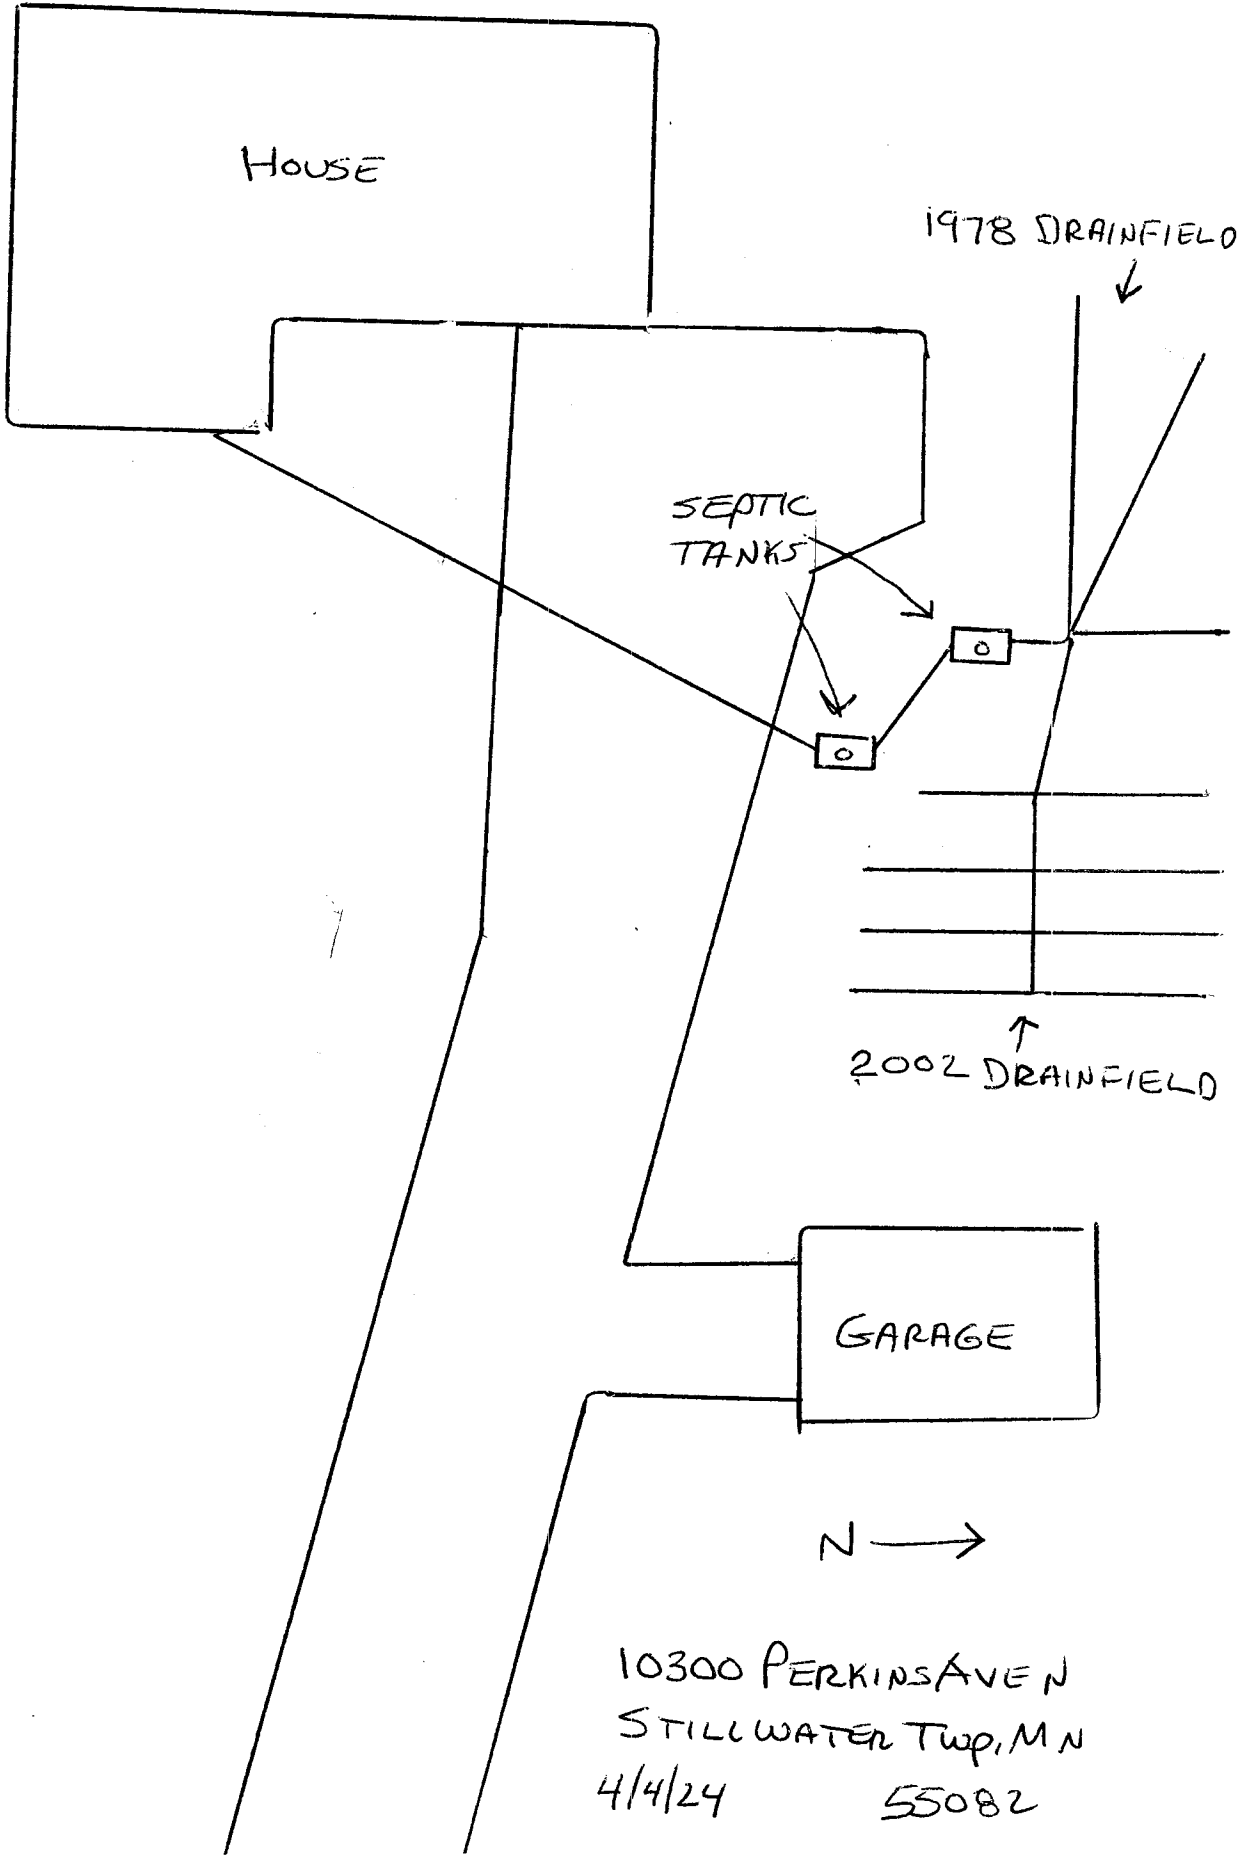 HOUSE
1978 DRAINFIELD
SEPTIC
TANKS
2002 DRAINFIELD
GARAGE
N
10300 PERKINS AVE N
STILLWATER TWP, MN
4/4/24 55082